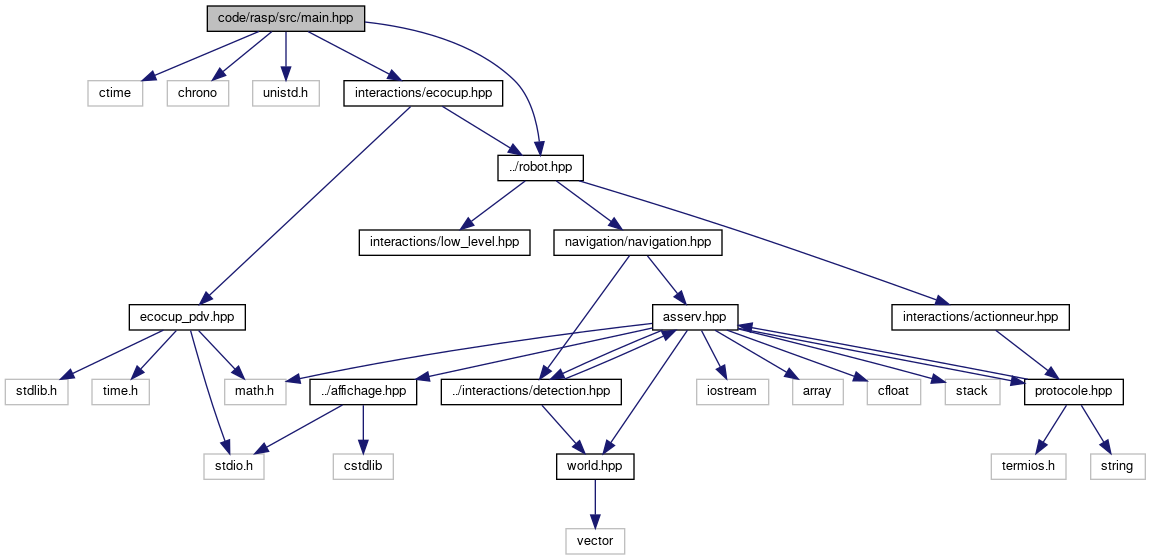 code/rasp/src/main.hpp
ctime
chrono
unistd.h
interactions/ecocup.hpp
../robot.hpp
interactions/low_level.hpp
navigation/navigation.hpp
ecocup_pdv.hpp
asserv.hpp
interactions/actionneur.hpp
stdlib.h
time.h
math.h
../affichage.hpp
../interactions/detection.hpp
iostream
array
cfloat
stack
protocole.hpp
stdio.h
cstdlib
world.hpp
termios.h
string
vector